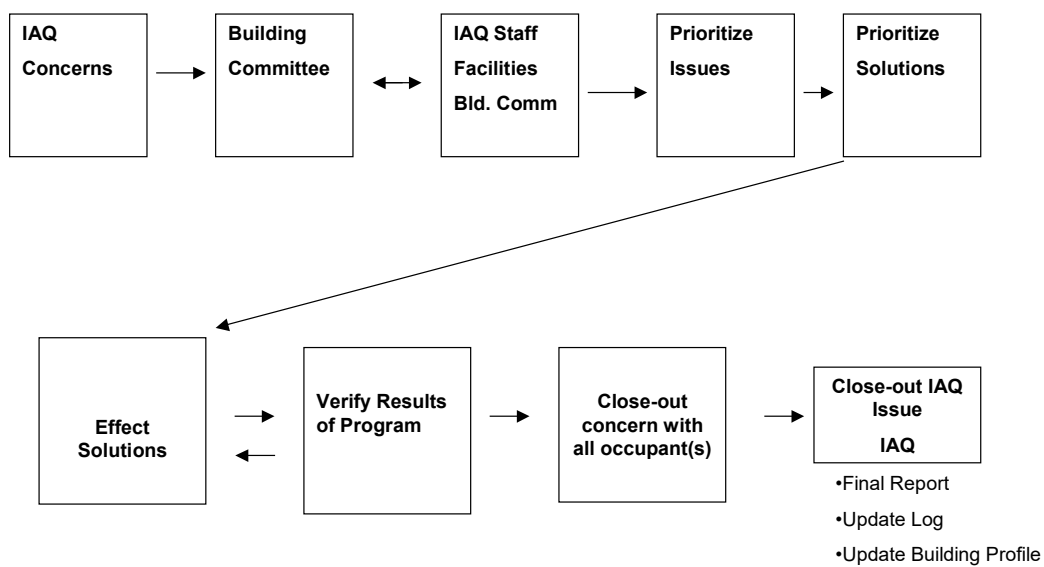 IAQ
Concerns
Building
Committee
IAQ Staff
Facilities
Bld. Comm
Prioritize
Issues
Prioritize
Solutions
Effect
Solutions
Verify Results
of Program
Close-out
concern with
all occupant(s)
Close-out IAQ
Issue
IAQ
•Final Report
•Update Log
•Update Building Profile